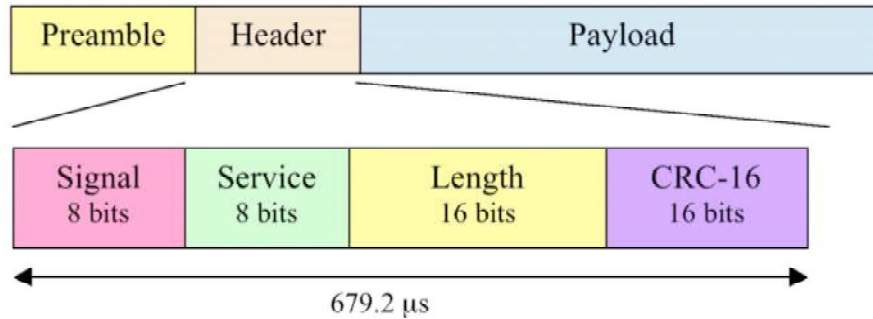 Preamble Header Payload
Signal Service Length CRC-16
8 bits 8 bits 16 bits 16 bits
679.2 µs